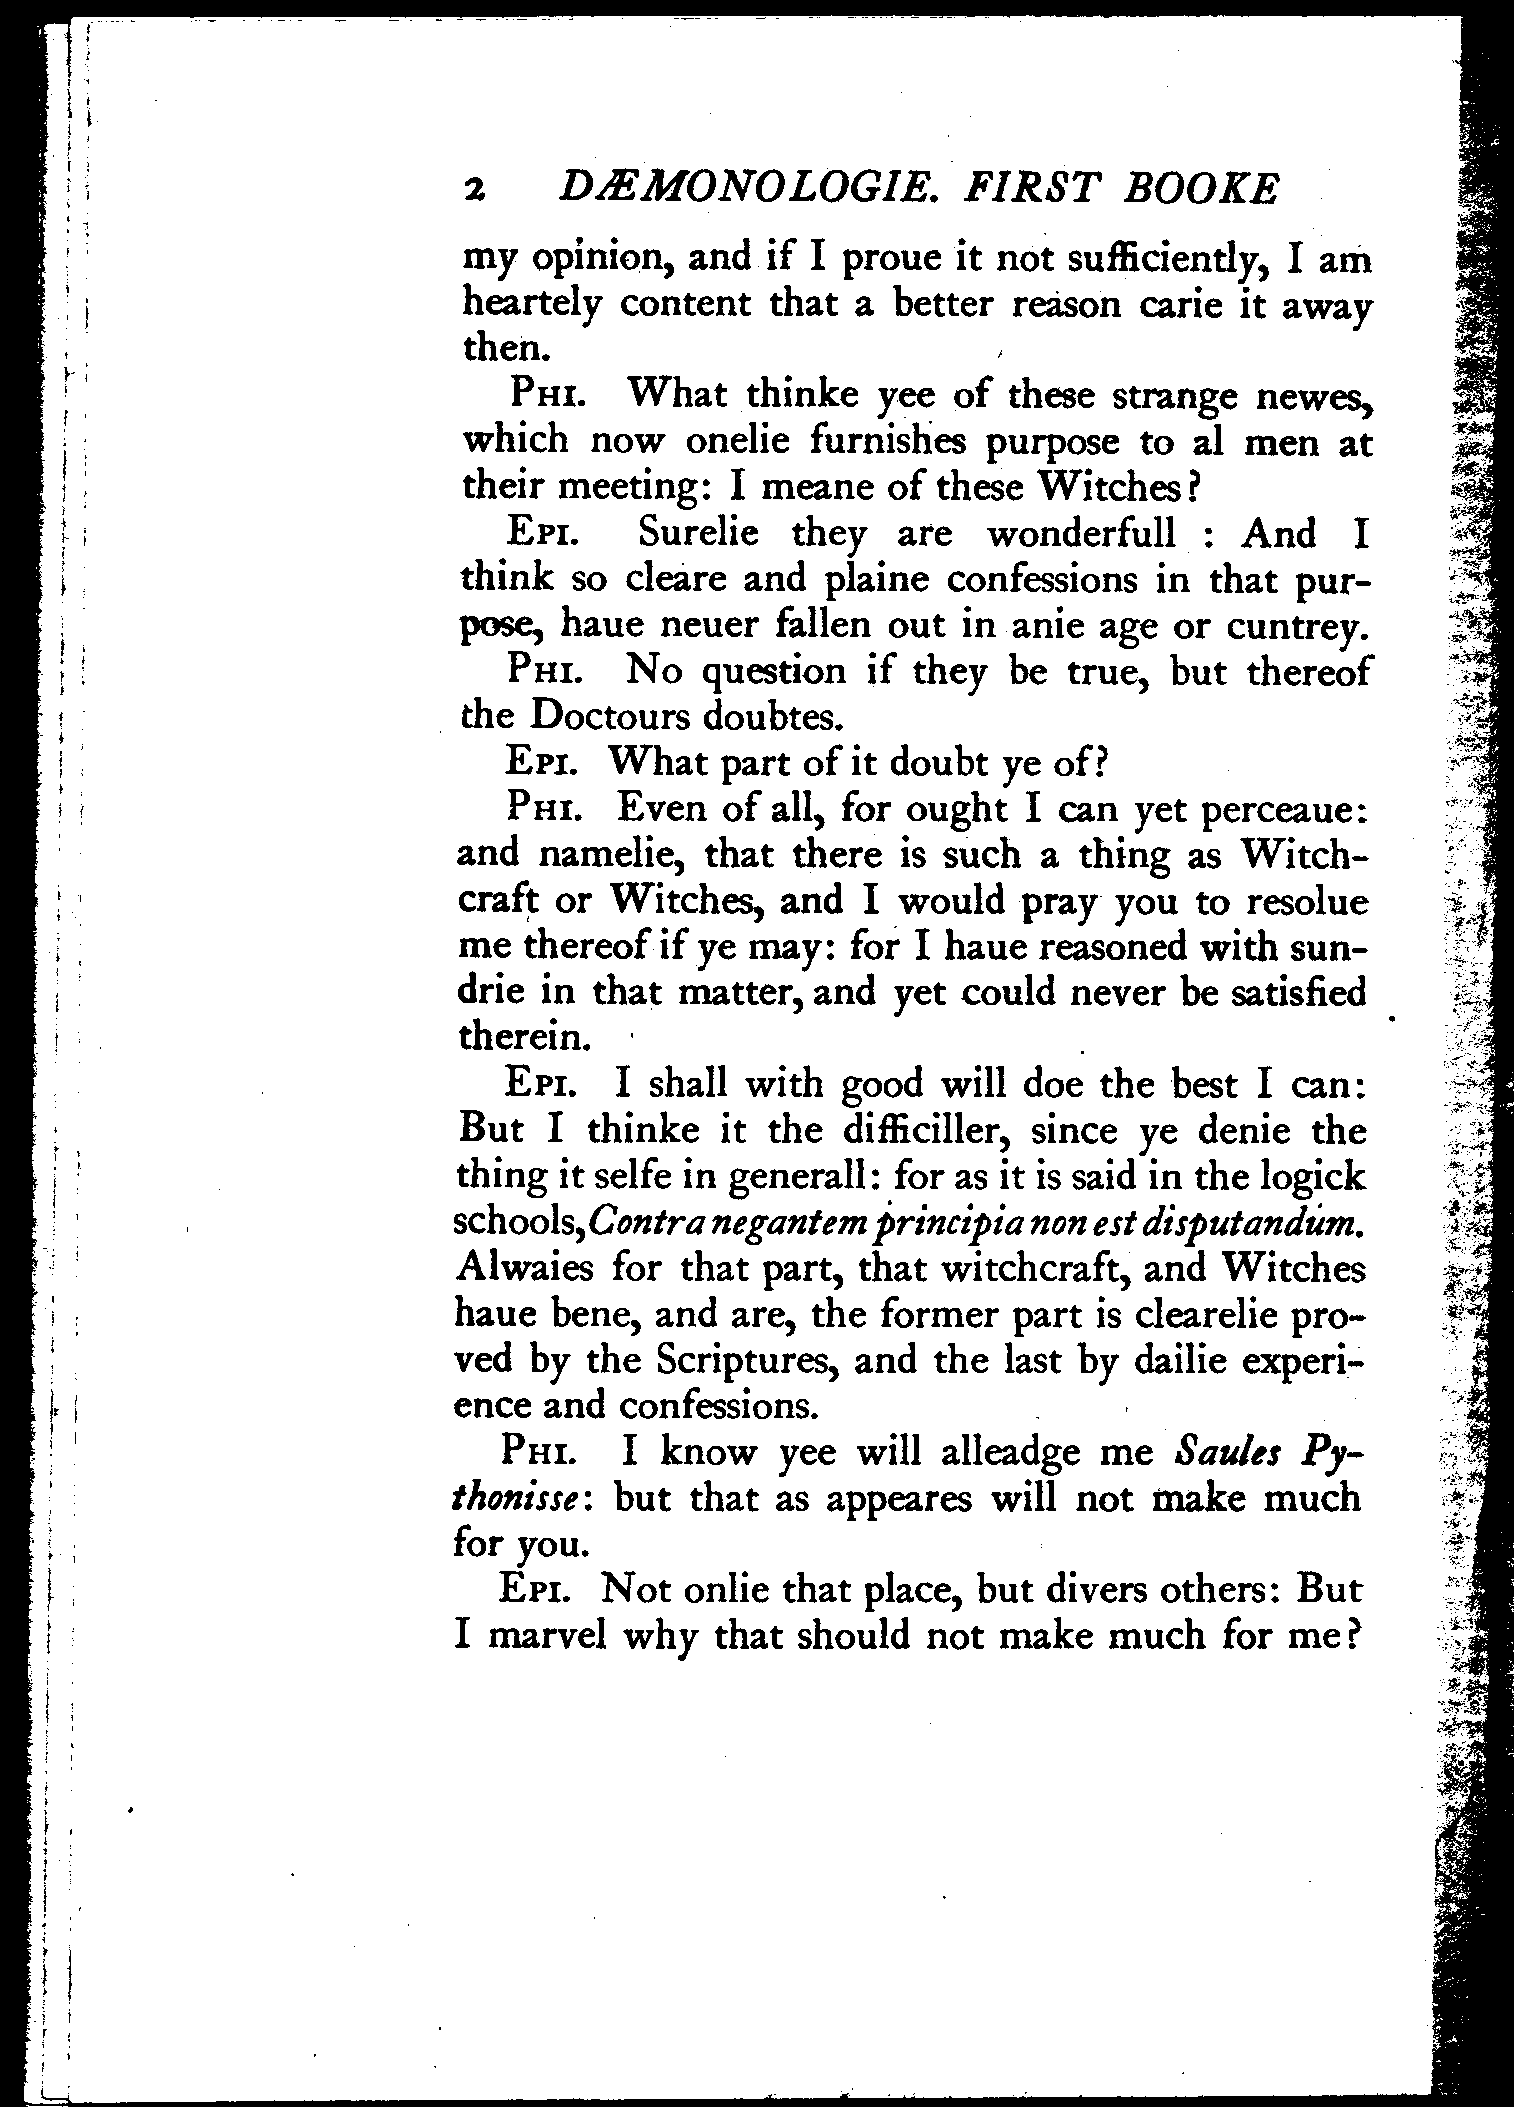 2 DÆMONOLOGIE. FIRST BOOKE
my opinion, and if I proue it not sufficiently, I am
heartely content that a better reason carie it away
then.
PHI. What thinke yee of these strange newes,
which now onelie furnishes purpose to al men at
their meeting: I meane of these Witches?
EPI. Surelie they are wonderfull : And I
think so cleare and plaine confessions in that pur-
pose, haue neuer fallen out in anie age or cuntrey.
PHI. No question if they be true, but thereof
the Doctours doubtes.
EPI. What part of it doubt ye of?
PHI. Even of all, for ought I can yet perceaue:
and namelie, that there is such a thing as Witch-
craft or Witches, and I would pray you to resolue
me thereof if ye may: for I haue reasoned with sun-
drie in that matter, and yet could never be satisfied
therein.
EPI. I shall with good will doe the best I can:
But I thinke it the difficiller, since ye denie the
thing it selfe in generall: for as it is said in the logick
schools, Contra negantem principia non est disputandum.
Alwaies for that part, that witchcraft, and Witches
haue bene, and are, the former part is clearelie pro-
ved by the Scriptures, and the last by dailie experi-
ence and confessions.
PHI. I know yee will alleadge me Saules Py-
thonisse: but that as appeares will not make much
for you.
EPI. Not onlie that place, but divers others: But
I marvel why that should not make much for me?